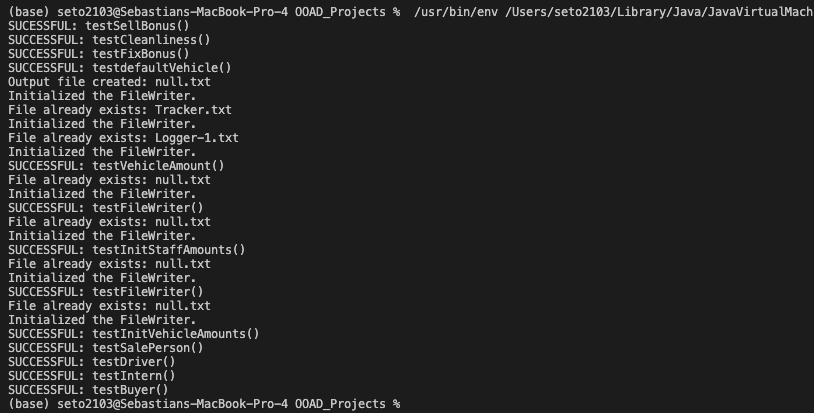 (base) seto2103@Sebastians-MacBook-Pro-4 OOAD_Projects %  /usr/bin/env /Users/seto2103/Library/Java/JavaVirtualMach
SUCESSFUL: testSellBonus()
SUCCESSFUL: testCleanliness()
SUCCESSFUL: testFixBonus()
SUCCESSFUL: testdefaultVehicle()
Output file created: null.txt
Initialized the FileWriter.
File already exists: Tracker.txt
Initialized the FileWriter.
File already exists: Logger-1.txt
Initialized the FileWriter.
SUCCESSFUL: testVehicleAmount()
File already exists: null.txt
Initialized the FileWriter.
SUCCESSFUL: testFileWriter()
File already exists: null.txt
Initialized the FileWriter.
SUCCESSFUL: testInitStaffAmounts()
File already exists: null.txt
Initialized the FileWriter.
SUCCESSFUL: testFileWriter()
File already exists: null.txt
Initialized the FileWriter.
SUCCESSFUL: testInitVehicleAmounts()
SUCCESSFUL: testSalePerson()
SUCCESSFUL: testDriver()
SUCCESSFUL: testIntern()
SUCCESSFUL: testBuyer()
(base) seto2103@Sebastians-MacBook-Pro-4 OOAD_Projects %